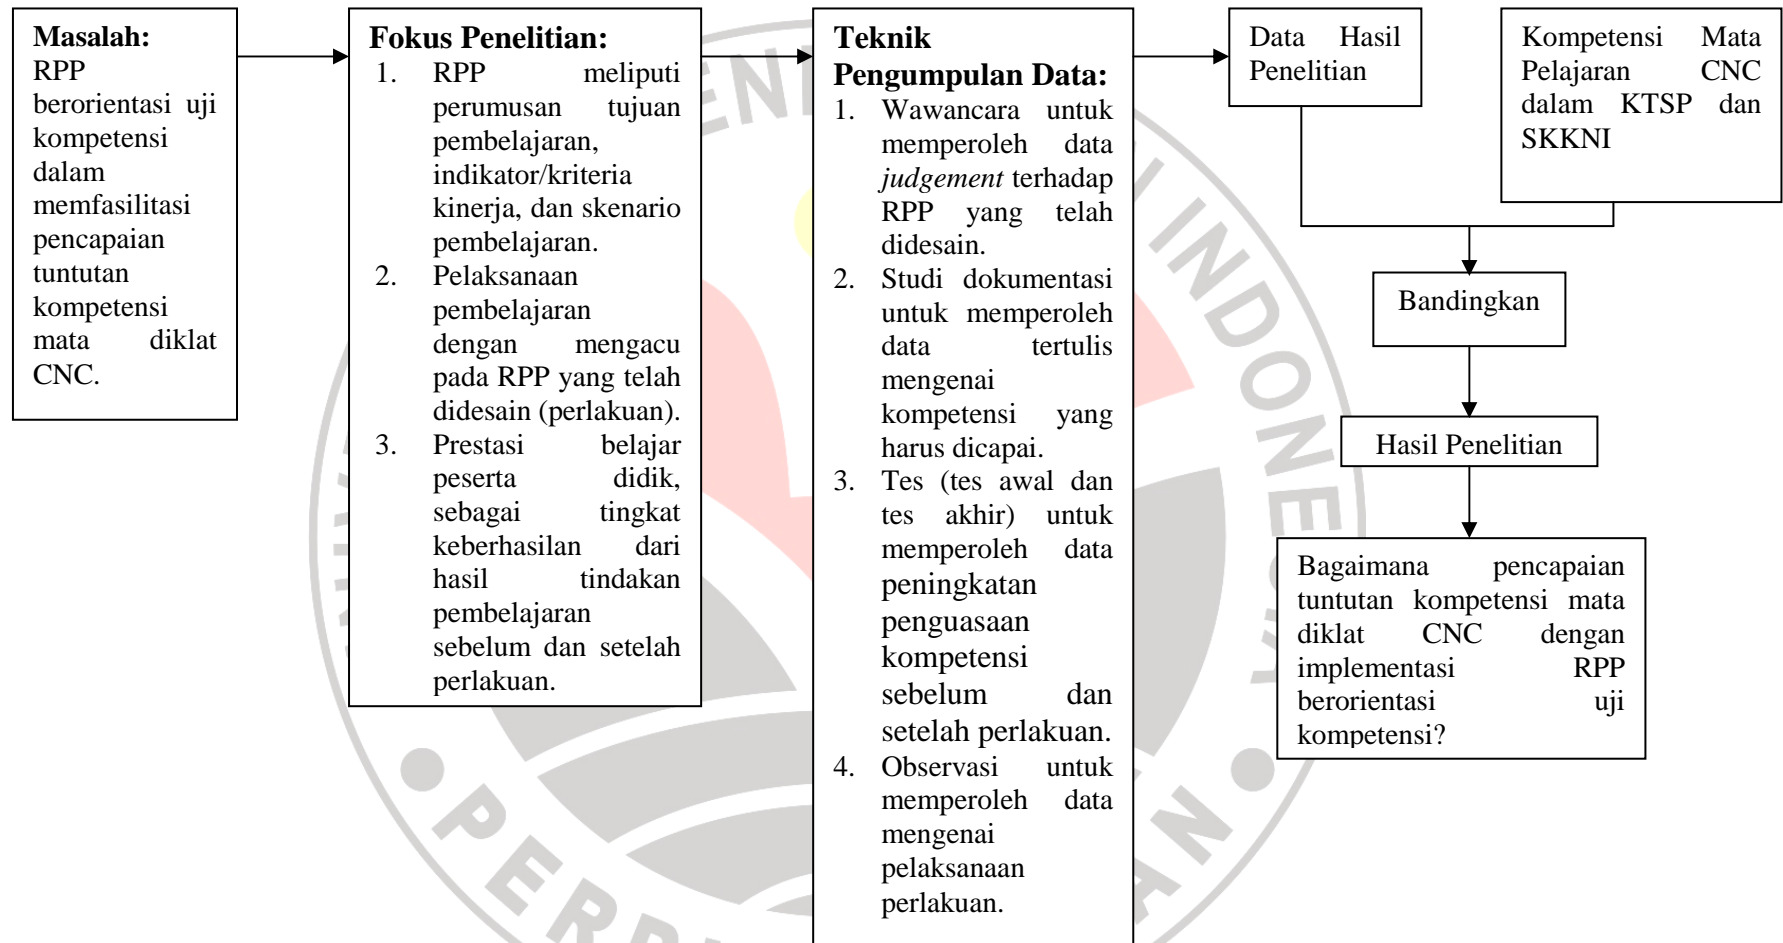 Masalah:
RPP
berorientasi uji
kompetensi
dalam
memfasilitasi
pencapaian
tuntutan
kompetensi
mata diklat
CNC.
Fokus Penelitian:
1. RPP meliputi
perumusan tujuan
pembelajaran,
indikator/kriteria
kinerja, dan skenario
pembelajaran.
2. Pelaksanaan
pembelajaran
dengan mengacu
pada RPP yang telah
didesain (perlakuan).
3. Prestasi belajar
peserta didik,
sebagai tingkat
keberhasilan dari
hasil tindakan
pembelajaran
sebelum dan setelah
perlakuan.
Teknik
Pengumpulan Data:
1. Wawancara untuk
memperoleh data
judgement terhadap
RPP yang telah
didesain.
2. Studi dokumentasi
untuk memperoleh
data tertulis
mengenai
kompetensi yang
harus dicapai.
3. Tes (tes awal dan
tes akhir) untuk
memperoleh data
peningkatan
penguasaan
kompetensi
sebelum dan
setelah perlakuan.
4. Observasi untuk
memperoleh data
mengenai
pelaksanaan
perlakuan.
Data Hasil
Penelitian
Kompetensi Mata
Pelajaran CNC
dalam KTSP dan
SKKNI
Bandingkan
Hasil Penelitian
Bagaimana pencapaian
tuntutan kompetensi mata
diklat CNC dengan
implementasi RPP
berorientasi uji
kompetensi?